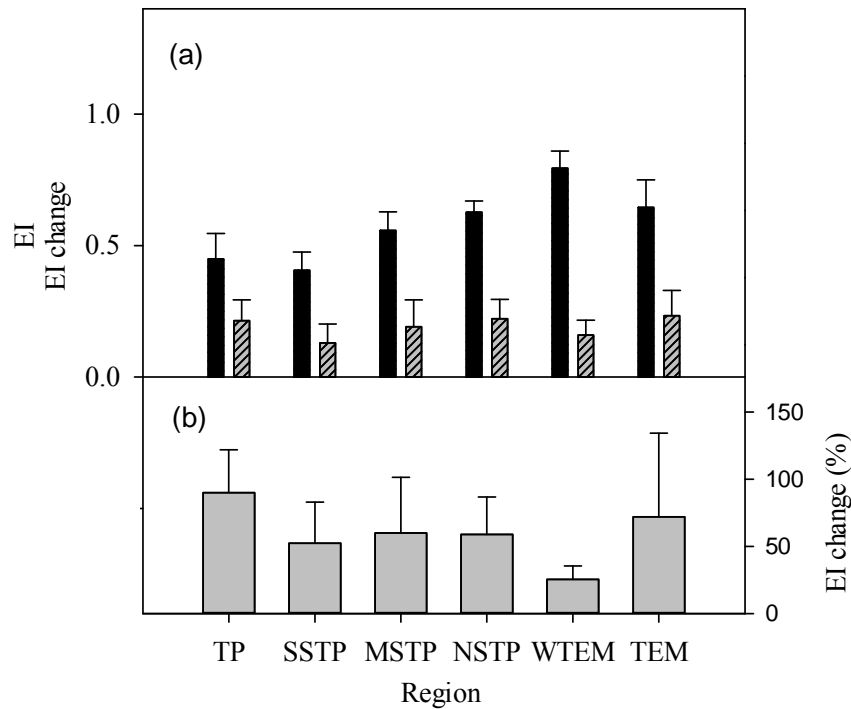 (a)
1.0
0.5
0.0
EI
EI change
(b)
150
100
50
0
EI change (%)
TP SSTP MSTP NSTP WTEM TEM
Region